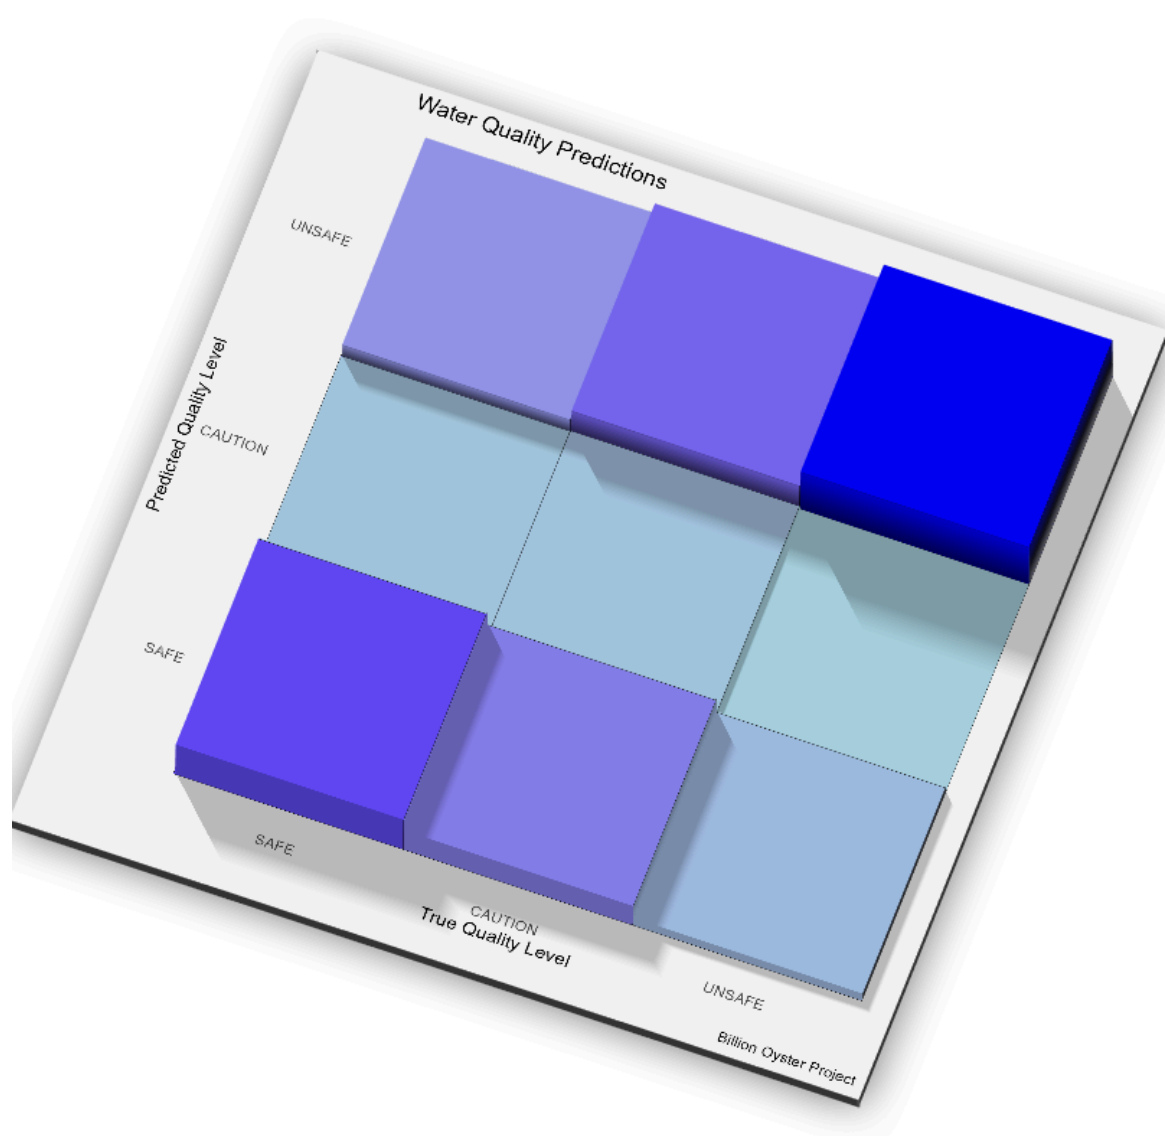 Water Quality Predictions
UNSAFE
CAUTION
SAFE
Predicted Quality Level
SAFE
CAUTION
UNSAFE
True Quality Level
Billion Oyster Project